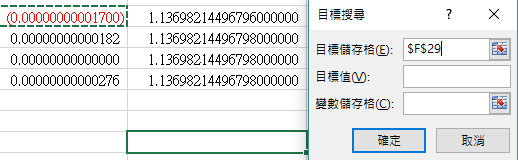 (0.00000000001700) 1.13698214496796000000
0.00000000000182 1.13698214496798000000
0.00000000000000 1.13698214496798000000
0.00000000000276 1.13698214496798000000
目標搜尋 ? ×
目標儲存格(E): $F$29
目標值(V):
變數儲存格(C):
確定 取消